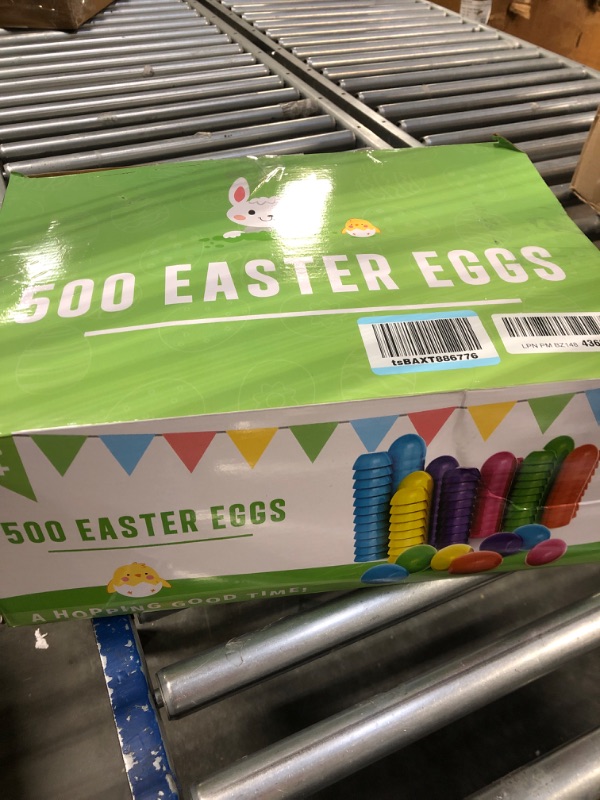 500 EASTER EGGS
tsBAXT886776
LPN PM BZ148 436
500 EASTER EGGS
A HOPPING GOOD TIME!